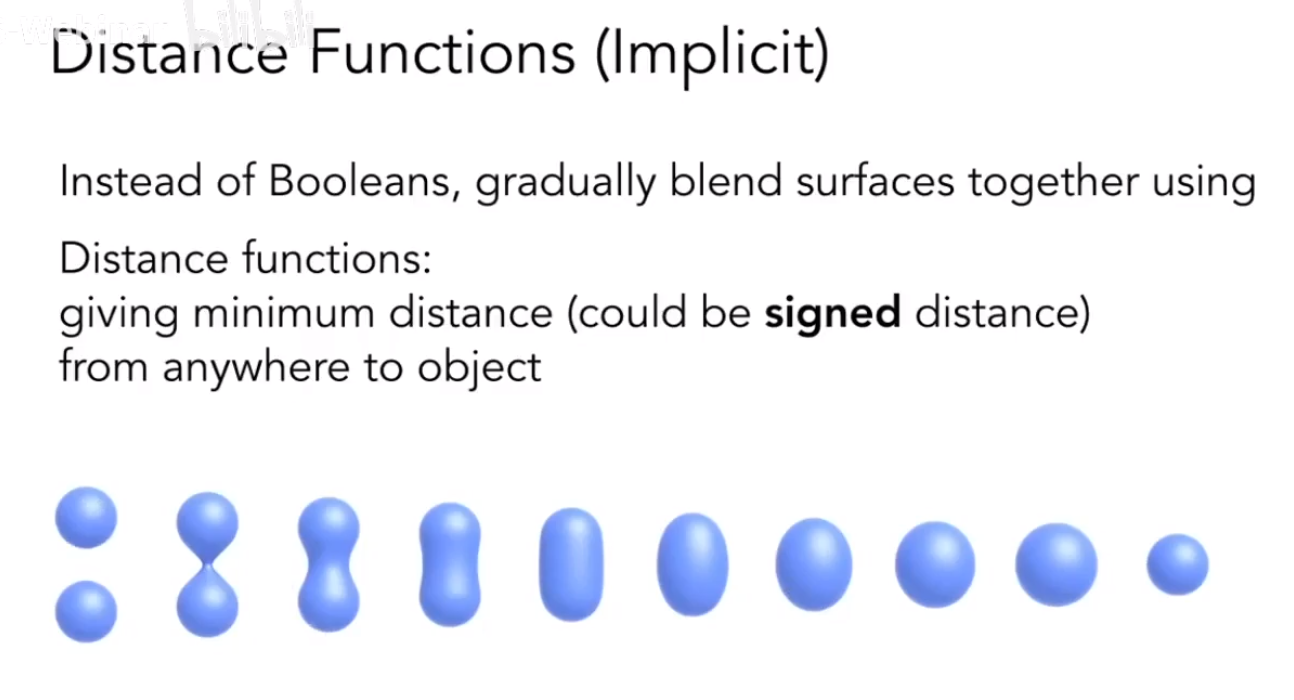 Distance Functions (Implicit)
Instead of Booleans, gradually blend surfaces together using
Distance functions:
giving minimum distance (could be signed distance)
from anywhere to object
bilibili